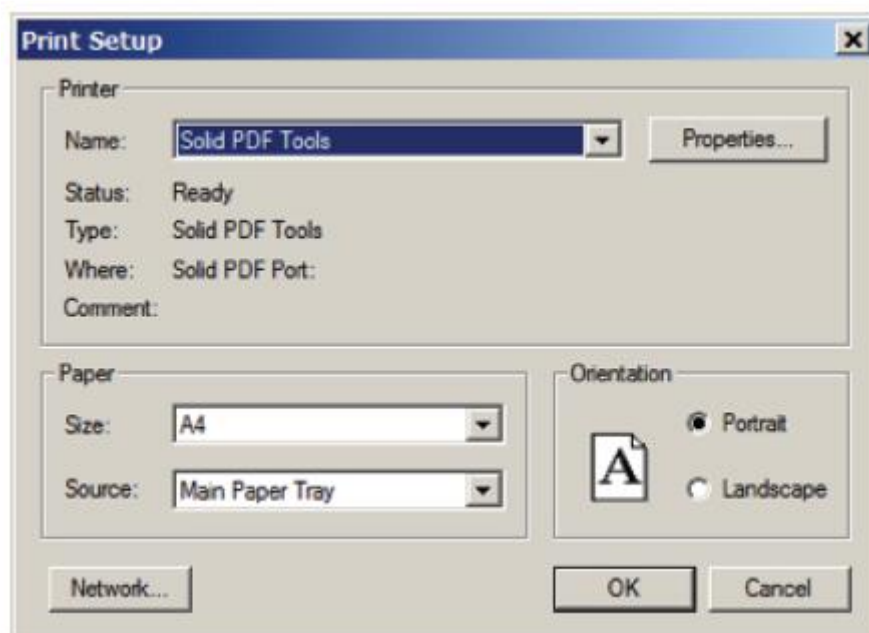 Print Setup
Printer
Name: Solid PDF Tools Properties...
Status: Ready
Type: Solid PDF Tools
Where: Solid PDF Port:
Comment:
Paper
Size: A4
Source: Main Paper Tray
Orientation
A
Portrait
Landscape
Network... OK Cancel